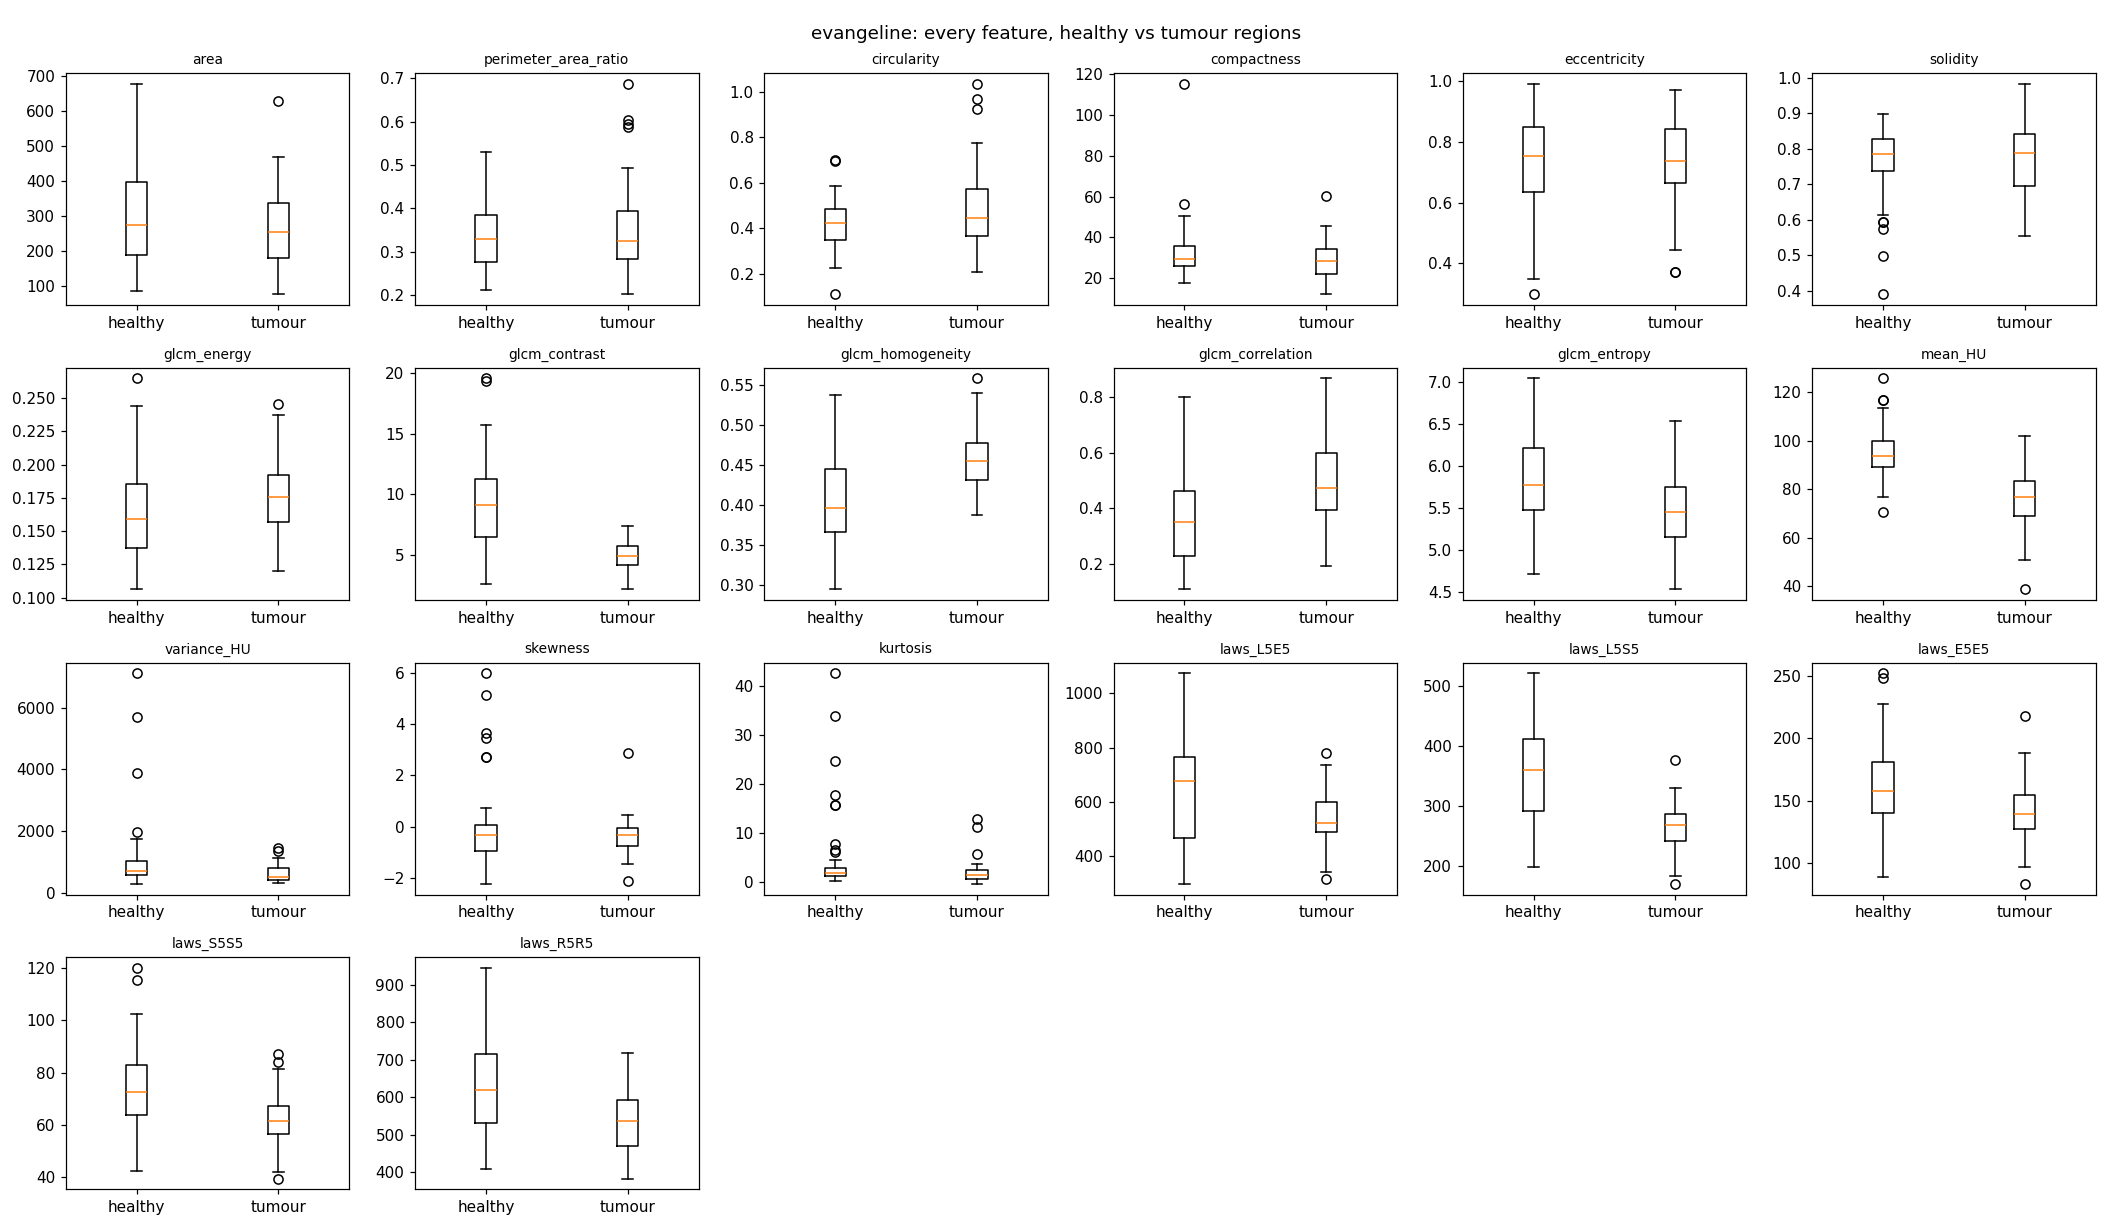 evangeline: every feature, healthy vs tumour regions
area
700
600
500
400
300
200
100
healthy tumour
perimeter_area_ratio
0.7
0.6
0.5
0.4
0.3
0.2
healthy tumour
circularity
1.0
0.8
0.6
0.4
0.2
healthy tumour
compactness
120
100
80
60
40
20
healthy tumour
eccentricity
1.0
0.8
0.6
0.4
healthy tumour
solidity
1.0
0.9
0.8
0.7
0.6
0.5
0.4
healthy tumour
glcm_energy
0.250
0.225
0.200
0.175
0.150
0.125
0.100
healthy tumour
glcm_contrast
20
15
10
5
healthy tumour
glcm_homogeneity
0.55
0.50
0.45
0.40
0.35
0.30
healthy tumour
glcm_correlation
0.8
0.6
0.4
0.2
healthy tumour
glcm_entropy
7.0
6.5
6.0
5.5
5.0
4.5
healthy tumour
mean_HU
120
100
80
60
40
healthy tumour
variance_HU
6000
4000
2000
0
healthy tumour
skewness
6
4
2
0
−2
healthy tumour
kurtosis
40
30
20
10
0
healthy tumour
laws_L5E5
1000
800
600
400
healthy tumour
laws_L5S5
500
400
300
200
healthy tumour
laws_E5E5
250
200
150
100
healthy tumour
laws_S5S5
120
100
80
60
40
healthy tumour
laws_R5R5
900
800
700
600
500
400
healthy tumour